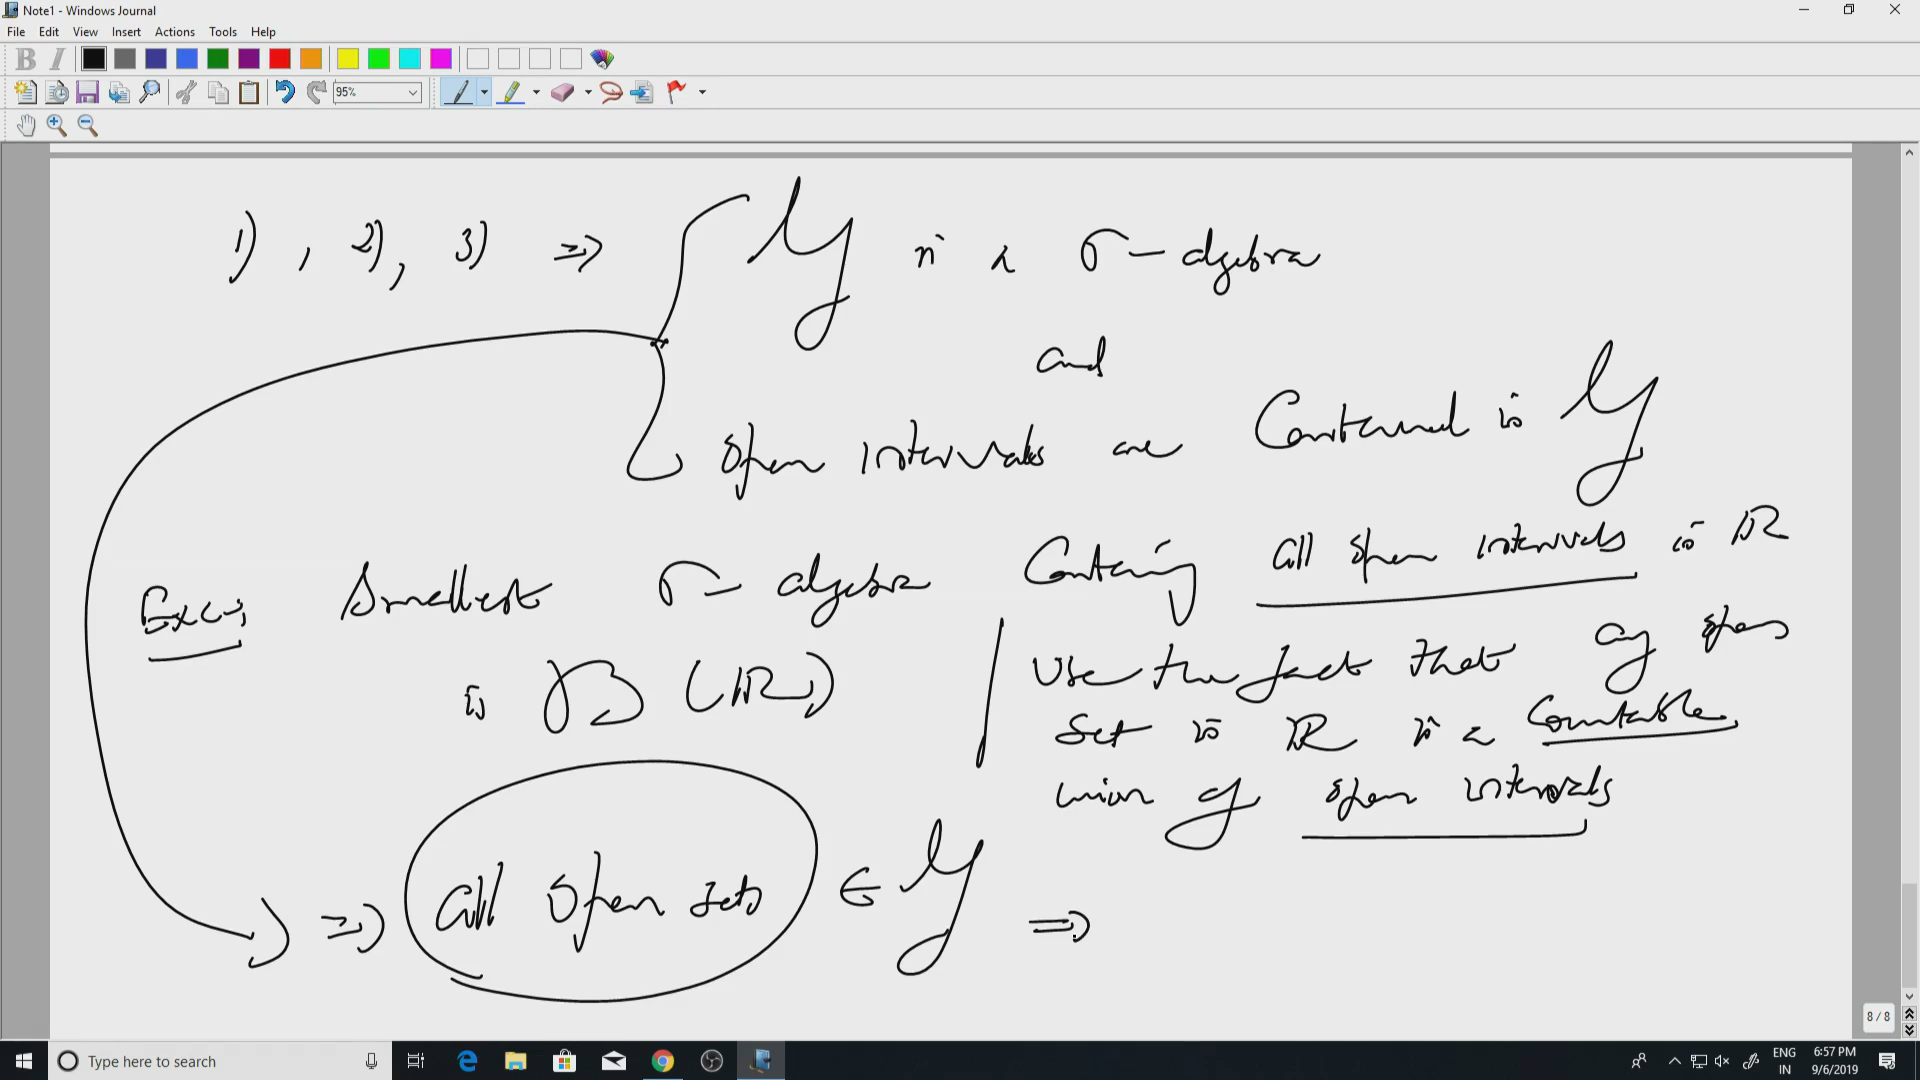 Note1 - Windows Journal
File Edit View Insert Actions Tools Help
95%
1), 2), 3) ⇒ 𝒢 is a σ-algebra
and
open intervals are contained in 𝒢
Exc: Smallest σ-algebra containing all open intervals in ℝ
is ℬ(ℝ)
Use the fact that any open
set in ℝ is a countable
union of open intervals
⇒ all open sets ∈ 𝒢 ⇒
8 / 8
Type here to search
ENG
IN
6:57 PM
9/6/2019